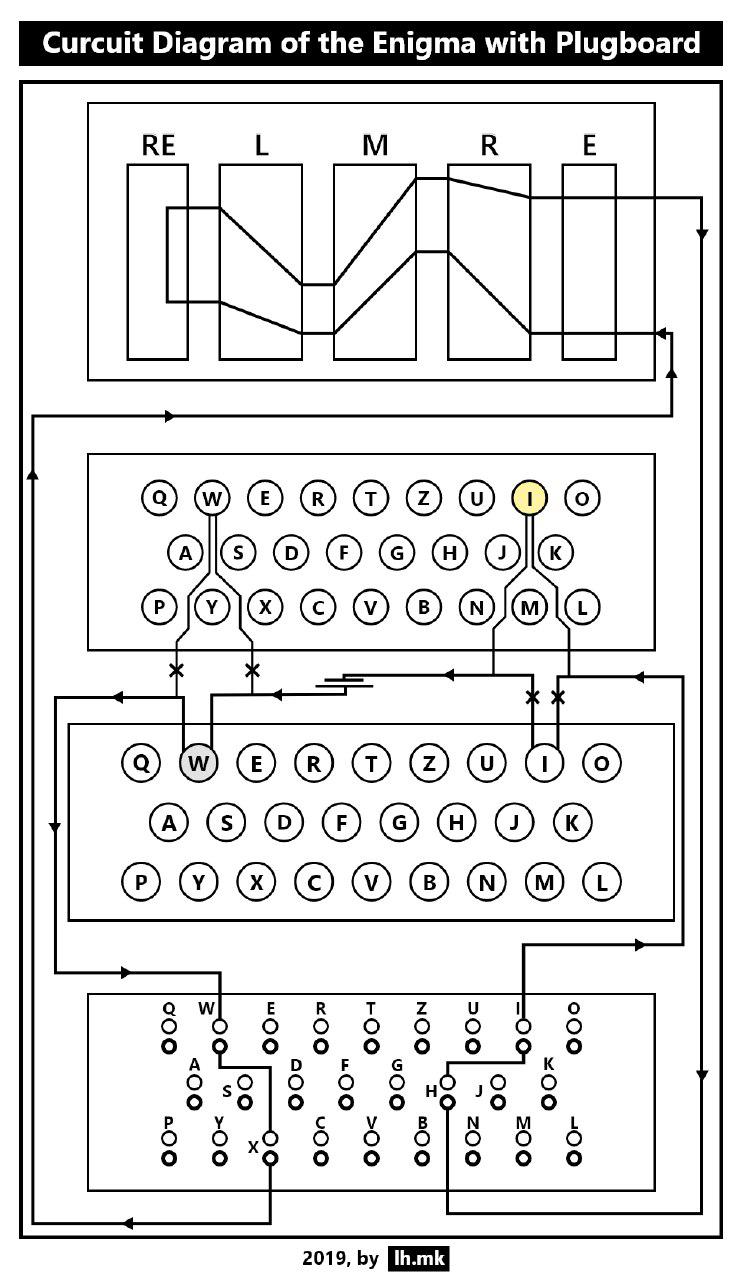 Curcuit Diagram of the Enigma with Plugboard
RE L M R E
Q W E R T Z U I O
A S D F G H J K
P Y X C V B N M L
Q W E R T Z U I O
A S D F G H J K
P Y X C V B N M L
Q W E R T Z U I O
A S D F G H J K
P Y X C V B N M L
2019, by lh.mk